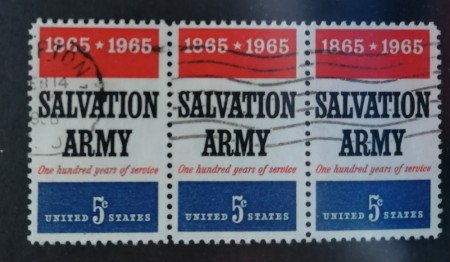 1865 ★ 1965 1865 ★ 1965 1865 ★ 1965
SALVATION SALVATION SALVATION
ARMY ARMY ARMY
One hundred years of service One hundred years of service One hundred years of service
UNITED 5c STATES UNITED 5c STATES UNITED 5c STATES
14